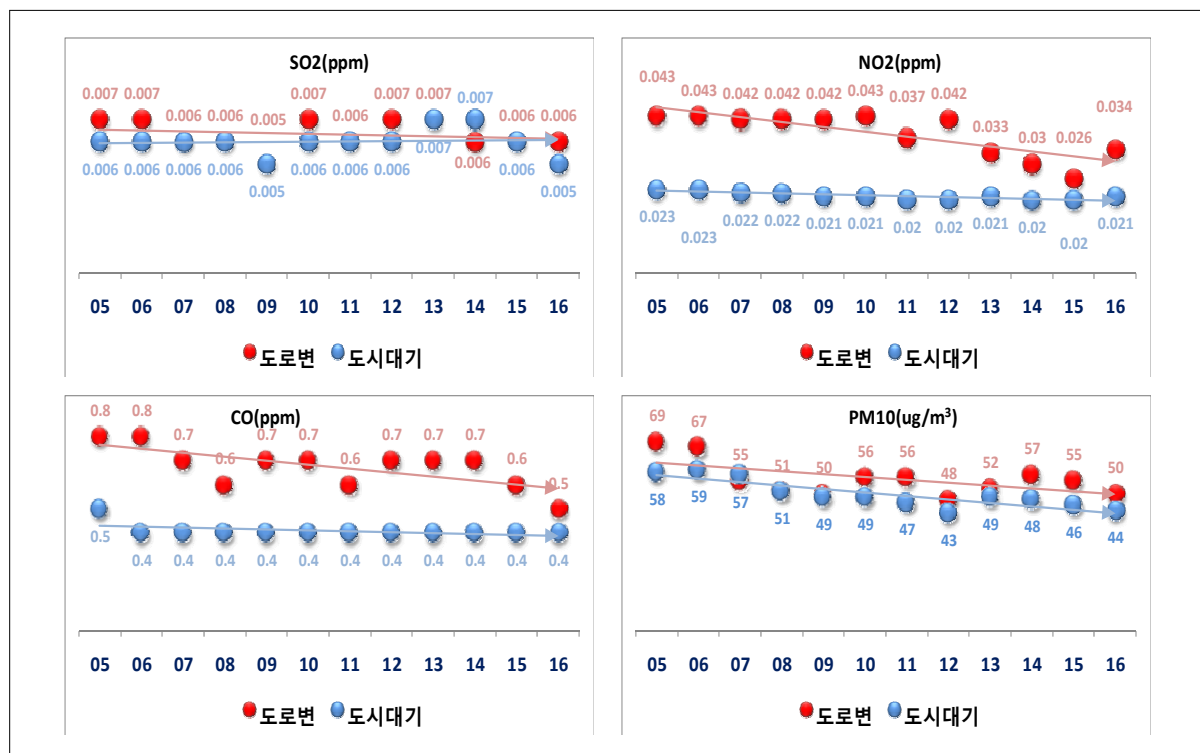 SO2(ppm)
0.007 0.007 0.006 0.006 0.005 0.007 0.006 0.007 0.007 0.006 0.006 0.006
0.006 0.006 0.006 0.006 0.005 0.006 0.006 0.006 0.007 0.007 0.006 0.005
05 06 07 08 09 10 11 12 13 14 15 16
도로변 도시대기
NO2(ppm)
0.043 0.043 0.042 0.042 0.042 0.043 0.037 0.042 0.033 0.03 0.026 0.034
0.023 0.023 0.022 0.022 0.021 0.021 0.02 0.02 0.021 0.02 0.02 0.021
05 06 07 08 09 10 11 12 13 14 15 16
도로변 도시대기
CO(ppm)
0.8 0.8 0.7 0.6 0.7 0.7 0.6 0.7 0.7 0.7 0.6 0.5
0.5 0.4 0.4 0.4 0.4 0.4 0.4 0.4 0.4 0.4 0.4 0.4
05 06 07 08 09 10 11 12 13 14 15 16
도로변 도시대기
PM10(ug/m³)
69 67 55 51 50 56 56 48 52 57 55 50
58 59 57 51 49 49 47 43 49 48 46 44
05 06 07 08 09 10 11 12 13 14 15 16
도로변 도시대기